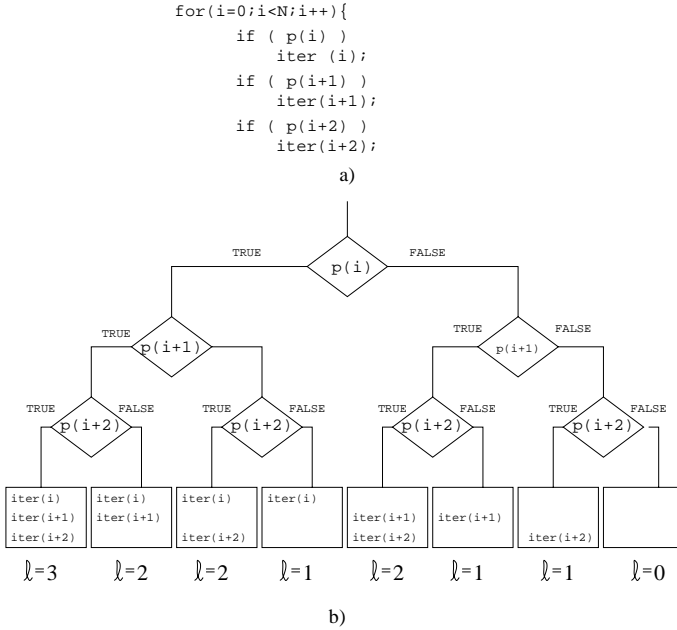 for(i=0;i<N;i++){
if ( p(i) )
iter (i);
if ( p(i+1) )
iter(i+1);
if ( p(i+2) )
iter(i+2);
a)
TRUE FALSE
p(i)
TRUE TRUE FALSE
p(i+1) p(i+1)
TRUE FALSE TRUE FALSE TRUE FALSE TRUE FALSE
p(i+2) p(i+2) p(i+2) p(i+2)
iter(i) iter(i) iter(i) iter(i)
iter(i+1) iter(i+1) iter(i+1) iter(i+1)
iter(i+2) iter(i+2) iter(i+2) iter(i+2)
ℓ=3 ℓ=2 ℓ=2 ℓ=1 ℓ=2 ℓ=1 ℓ=1 ℓ=0
b)